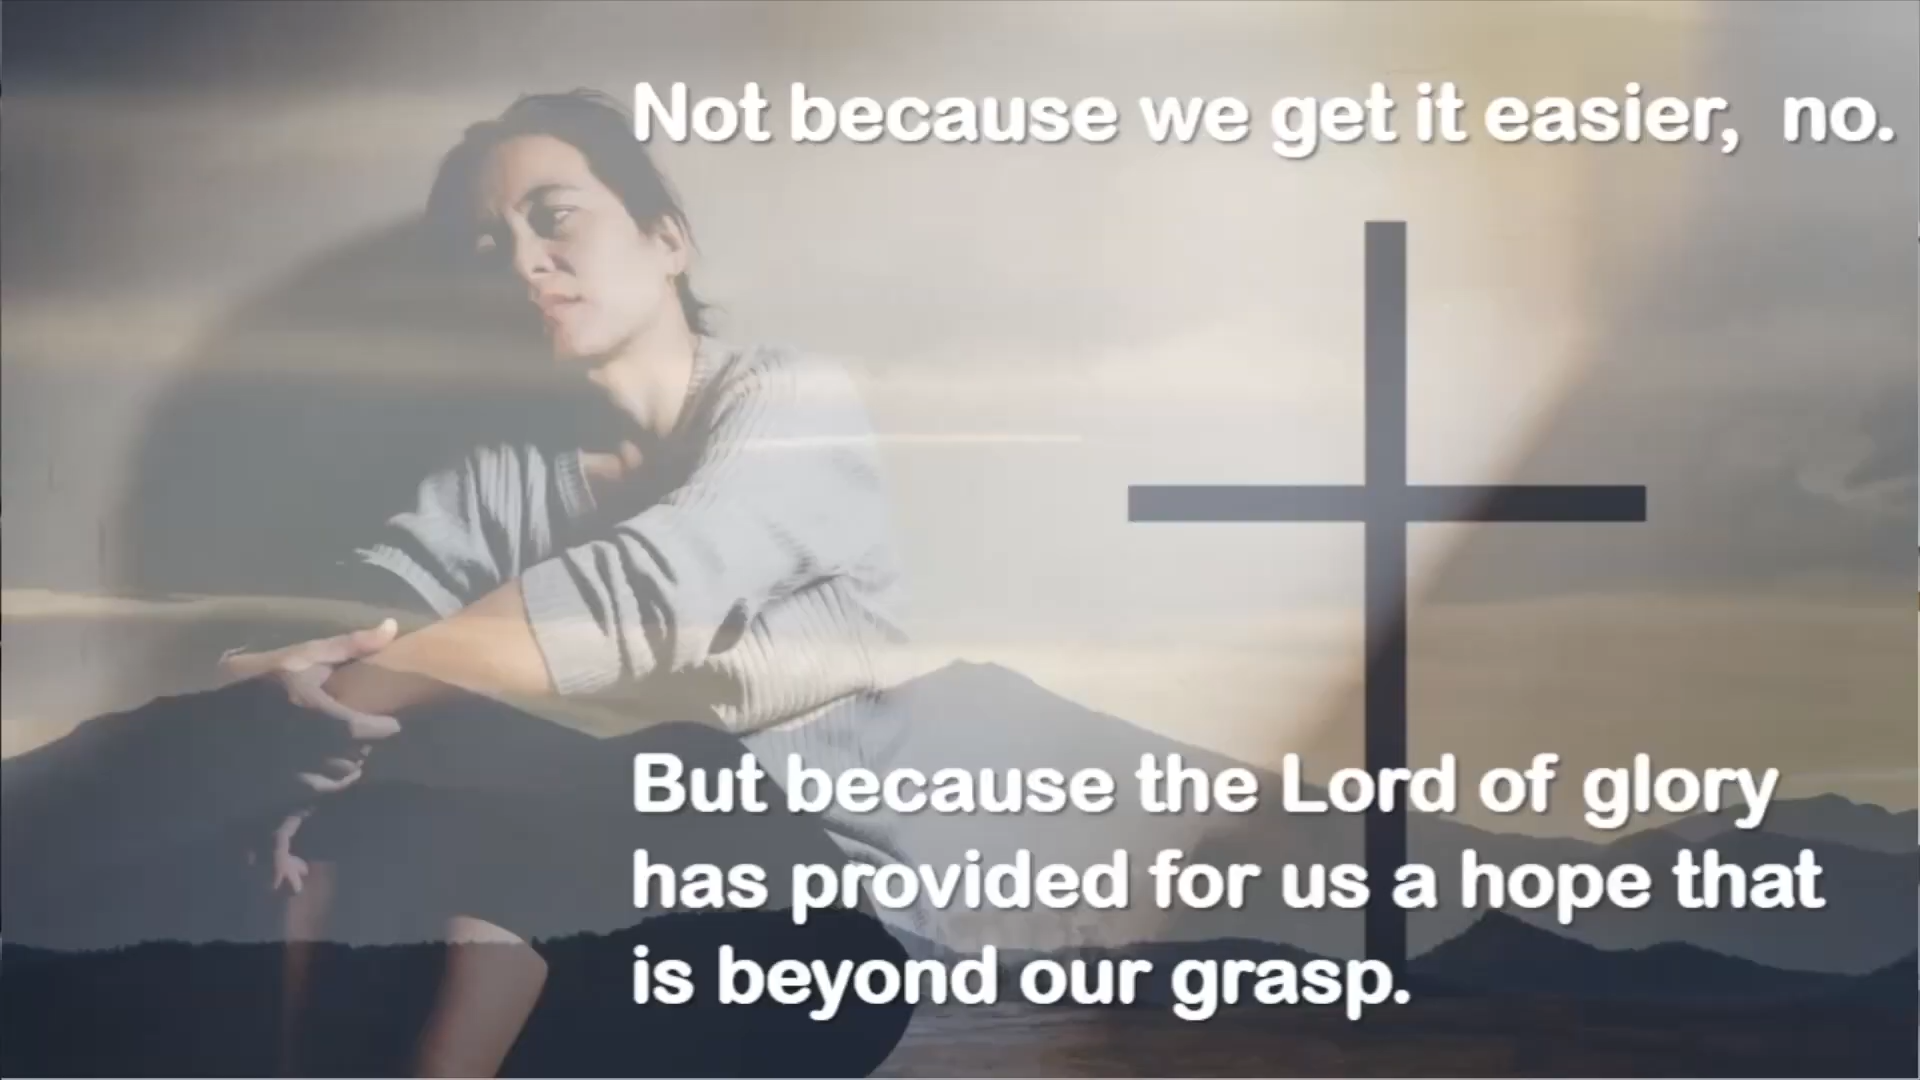 Not because we get it easier, no.
But because the Lord of glory
has provided for us a hope that
is beyond our grasp.